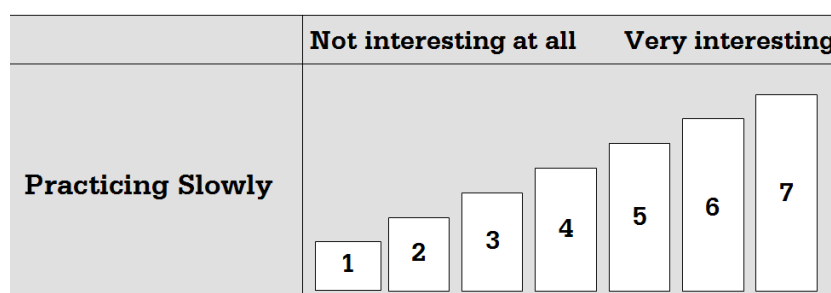 Not interesting at all Very interesting
Practicing Slowly
1 2 3 4 5 6 7